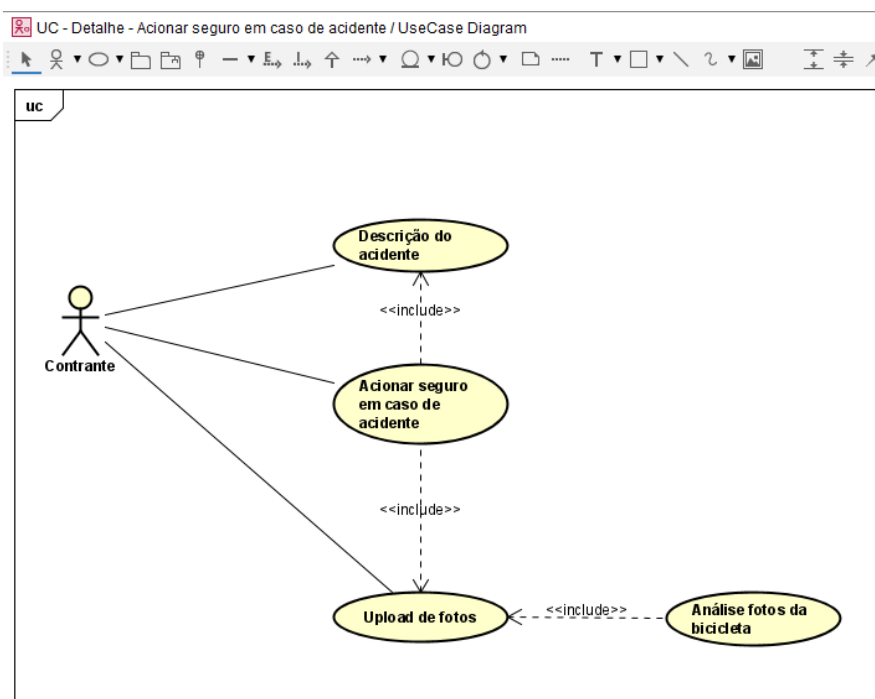 UC - Detalhe - Acionar seguro em caso de acidente / UseCase Diagram
T
uc
Descrição do
acidente
<<include>>
Contrante
Acionar seguro
em caso de
acidente
<<include>>
Upload de fotos
<<include>>
Análise fotos da
bicicleta